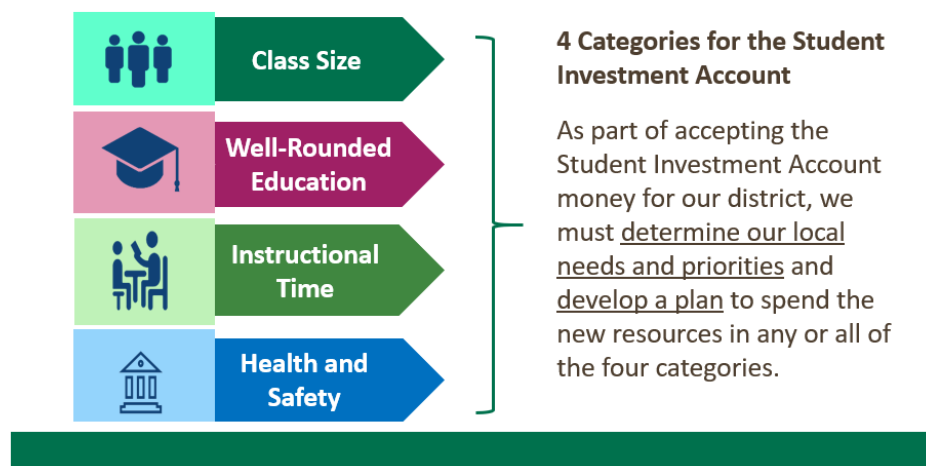 Class Size
Well-Rounded
Education
Instructional
Time
Health and
Safety
4 Categories for the Student
Investment Account
As part of accepting the
Student Investment Account
money for our district, we
must determine our local
needs and priorities and
develop a plan to spend the
new resources in any or all of
the four categories.